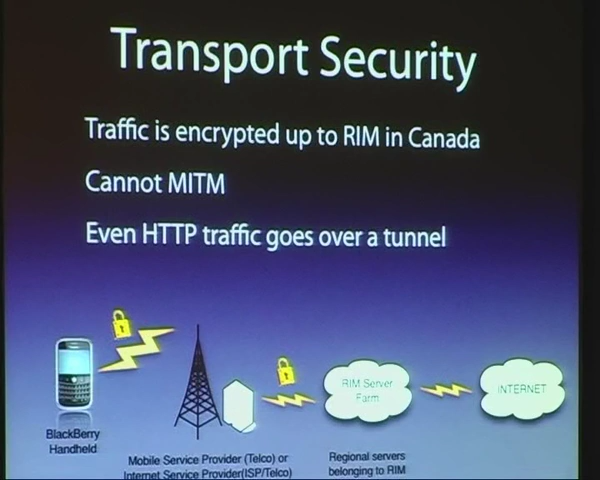 Transport Security
Traffic is encrypted up to RIM in Canada
Cannot MITM
Even HTTP traffic goes over a tunnel
RIM Server
Farm
INTERNET
BlackBerry
Handheld
Mobile Service Provider (Telco) or
Internet Service Provider(ISP/Telco)
Regional servers
belonging to RIM